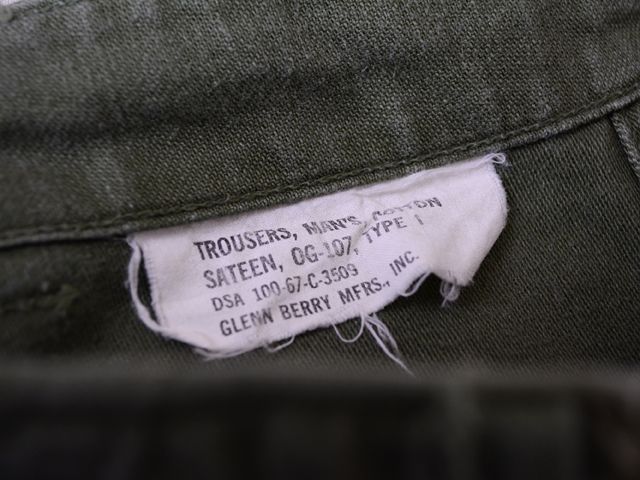 TROUSERS, MAN'S, COTTON
SATEEN, OG-107, TYPE I
DSA 100-67-C-3509
GLENN BERRY MFRS., INC.